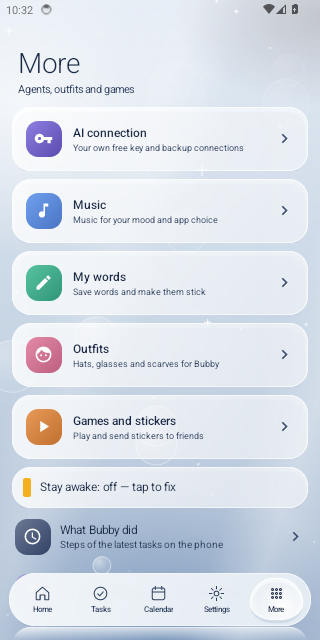 10:32
More
Agents, outfits and games
AI connection
Your own free key and backup connections
Music
Music for your mood and app choice
My words
Save words and make them stick
Outfits
Hats, glasses and scarves for Bubby
Games and stickers
Play and send stickers to friends
Stay awake: off — tap to fix
What Bubby did
Steps of the latest tasks on the phone
Home
Tasks
Calendar
Settings
More